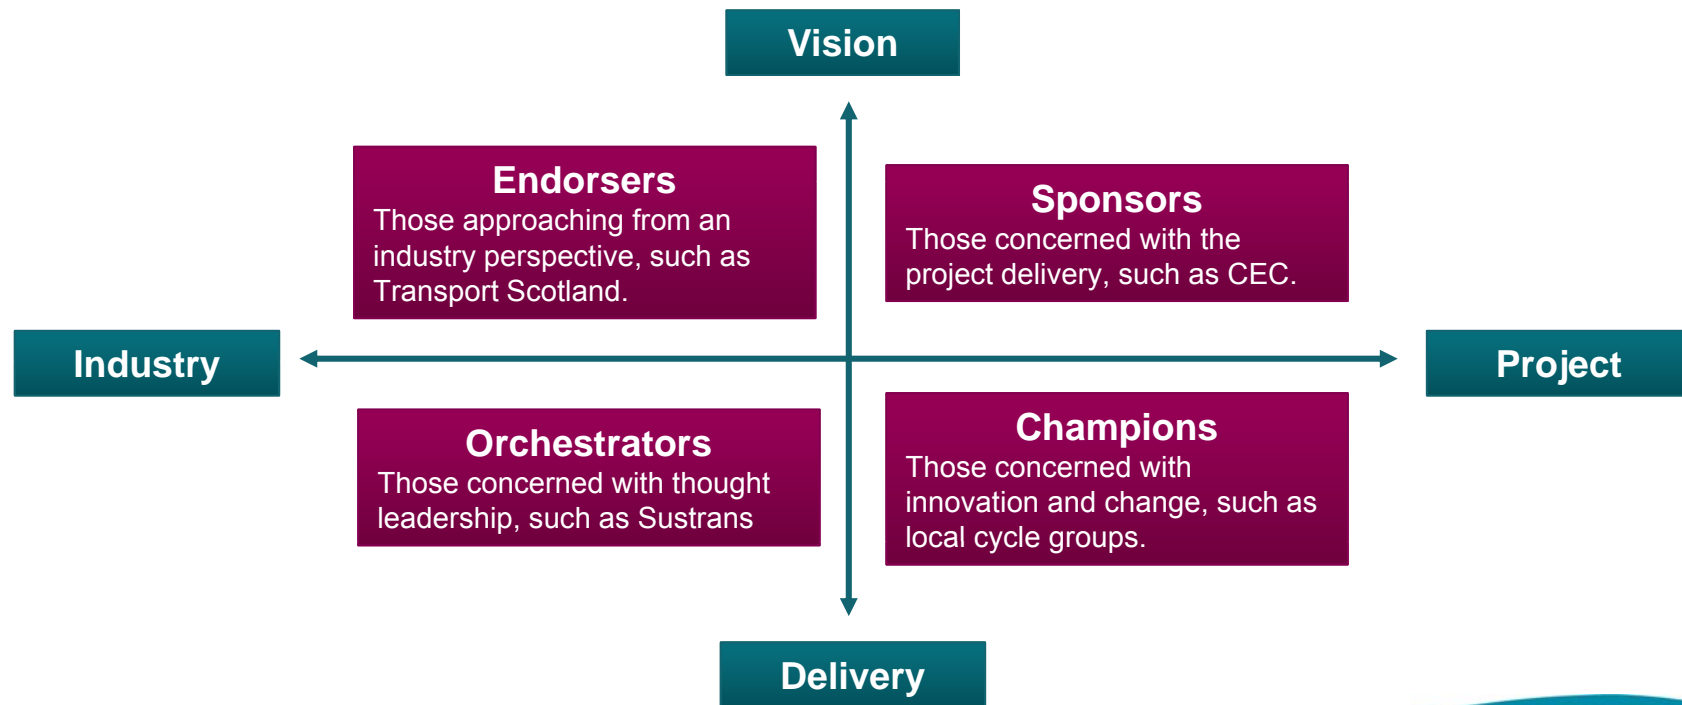 Vision
Endorsers
Those approaching from an
industry perspective, such as
Transport Scotland.
Sponsors
Those concerned with the
project delivery, such as CEC.
Industry
Project
Orchestrators
Those concerned with thought
leadership, such as Sustrans
Champions
Those concerned with
innovation and change, such as
local cycle groups.
Delivery